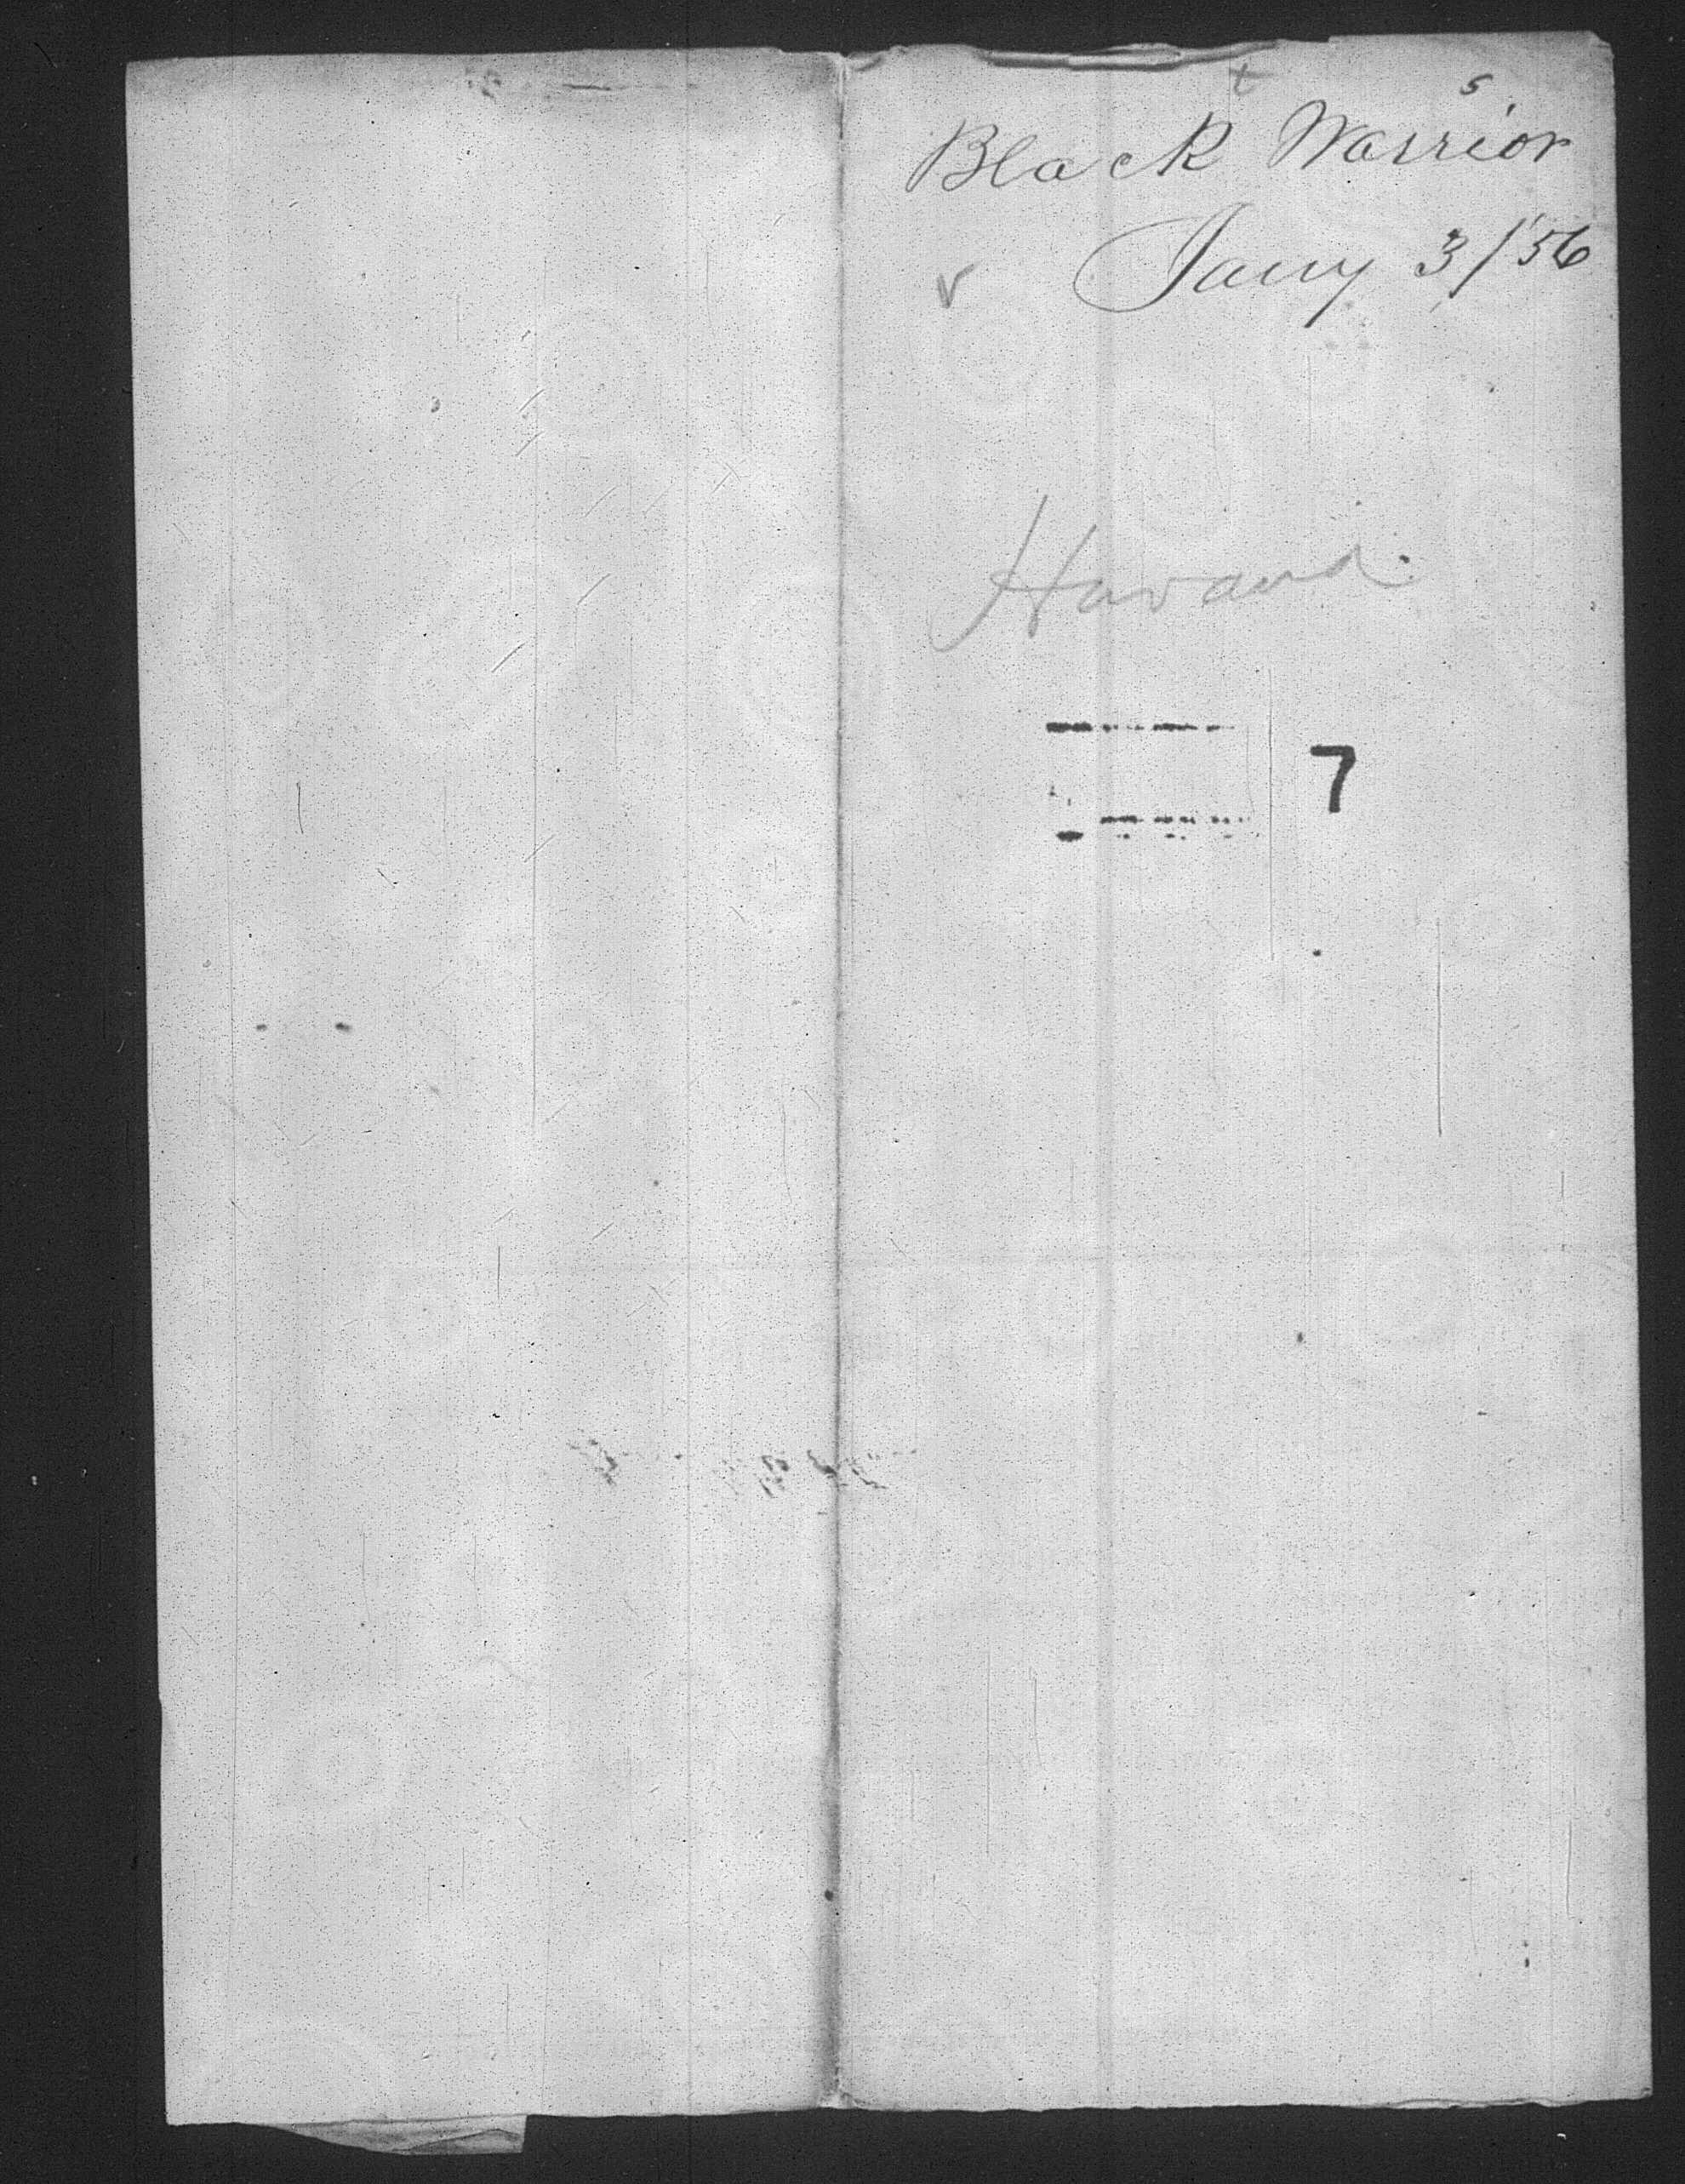 t s
Black Warrior
Jany 3/'56
v
Havana.
7